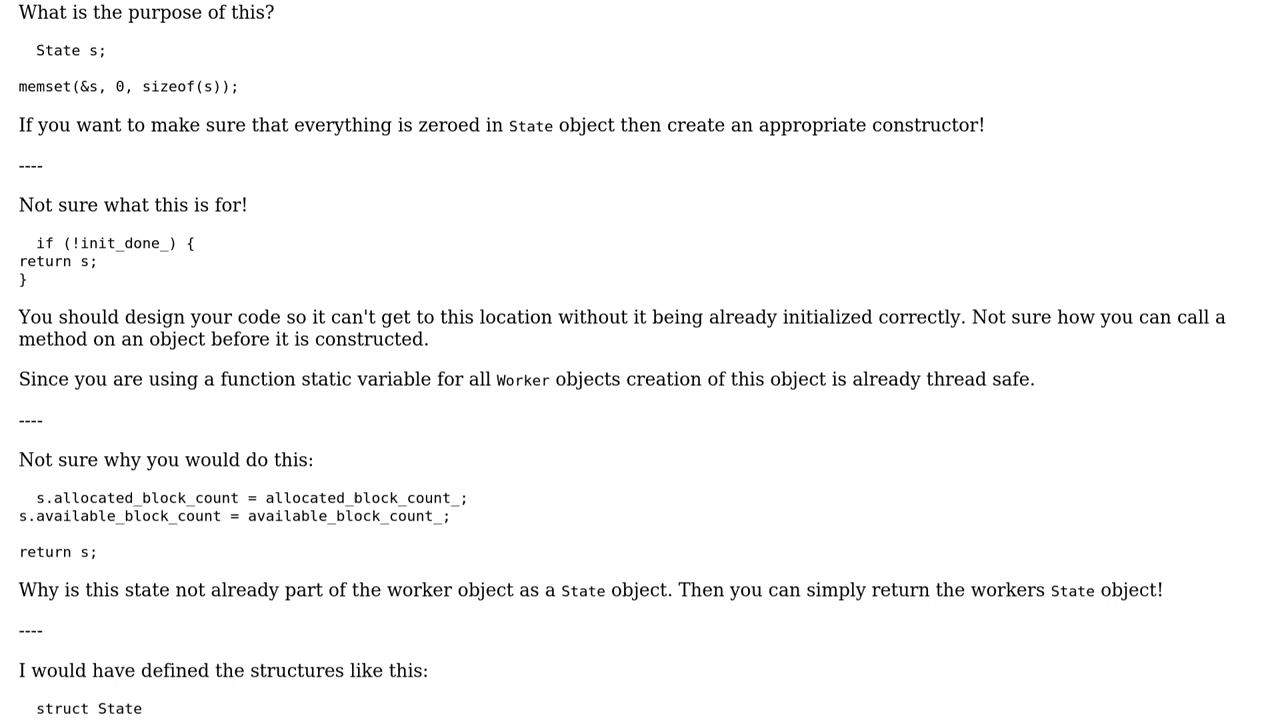 What is the purpose of this?
State s;
memset(&s, 0, sizeof(s));
If you want to make sure that everything is zeroed in State object then create an appropriate constructor!
----
Not sure what this is for!
if (!init_done_) {
return s;
}
You should design your code so it can't get to this location without it being already initialized correctly. Not sure how you can call a
method on an object before it is constructed.
Since you are using a function static variable for all Worker objects creation of this object is already thread safe.
----
Not sure why you would do this:
s.allocated_block_count = allocated_block_count_;
s.available_block_count = available_block_count_;
return s;
Why is this state not already part of the worker object as a State object. Then you can simply return the workers State object!
----
I would have defined the structures like this:
struct State